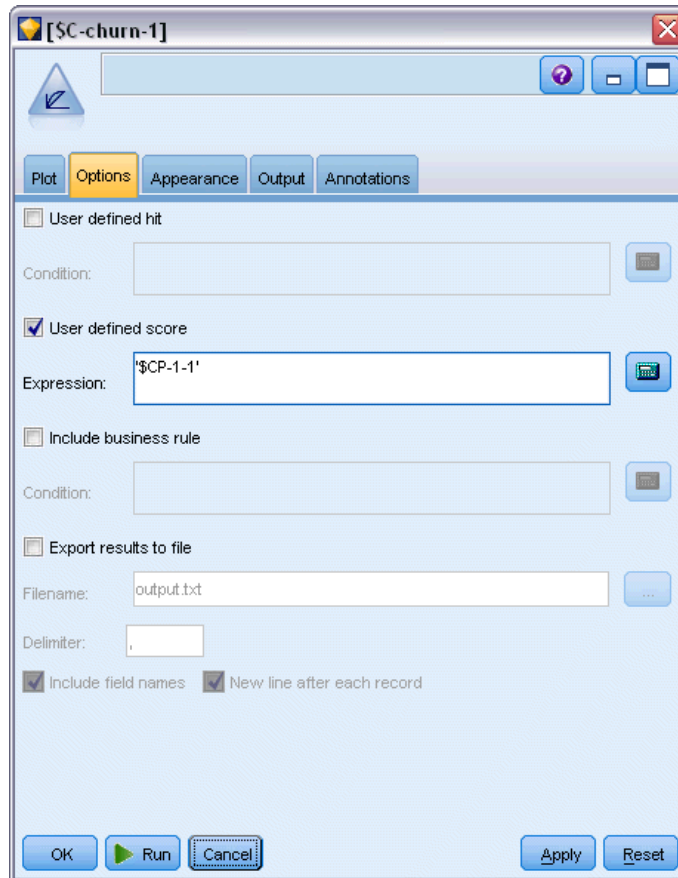 [$C-churn-1]
Plot Options Appearance Output Annotations
User defined hit
Condition:
User defined score
Expression: '$CP-1-1'
Include business rule
Condition:
Export results to file
Filename: output.txt ...
Delimiter: ,
Include field names New line after each record
OK Run Cancel Apply Reset